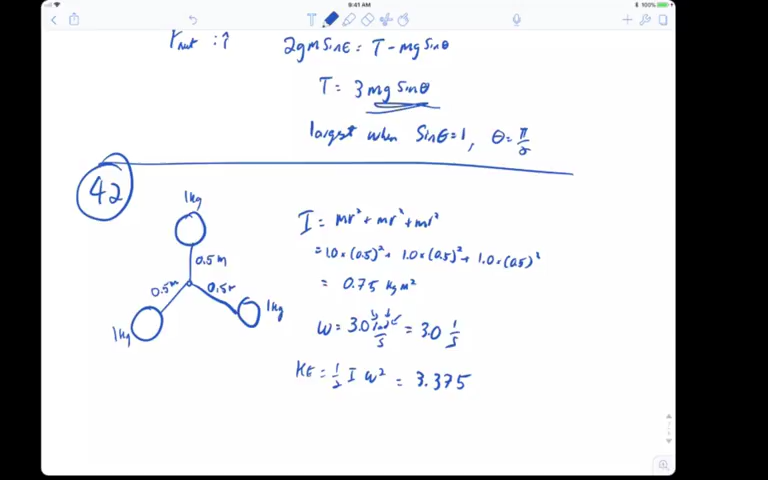 9:41 AM
100%
F_net : ?
2gm sinθ = T - mg sinθ
T = 3 mg sinθ
largest when sinθ = 1, θ = π/2
42
1kg
I = mr² + mr² + mr²
0.5m
= 1.0 × (0.5)² + 1.0 × (0.5)² + 1.0 × (0.5)²
0.5m 0.5m
= 0.75 kg m²
1kg
1kg
ω = 3.0 rad/s = 3.0 1/s
KE = 1/2 I ω² = 3.375